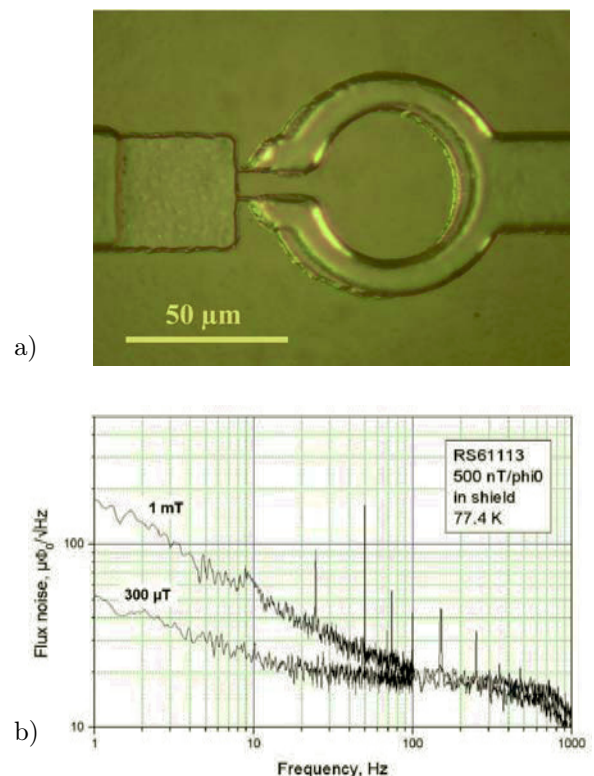 50 µm
a)
RS61113
500 nT/phi0
in shield
77.4 K
1 mT
100
300 µT
Flux noise, µΦ₀/√Hz
10
b)
1
10
100
1000
Frequency, Hz